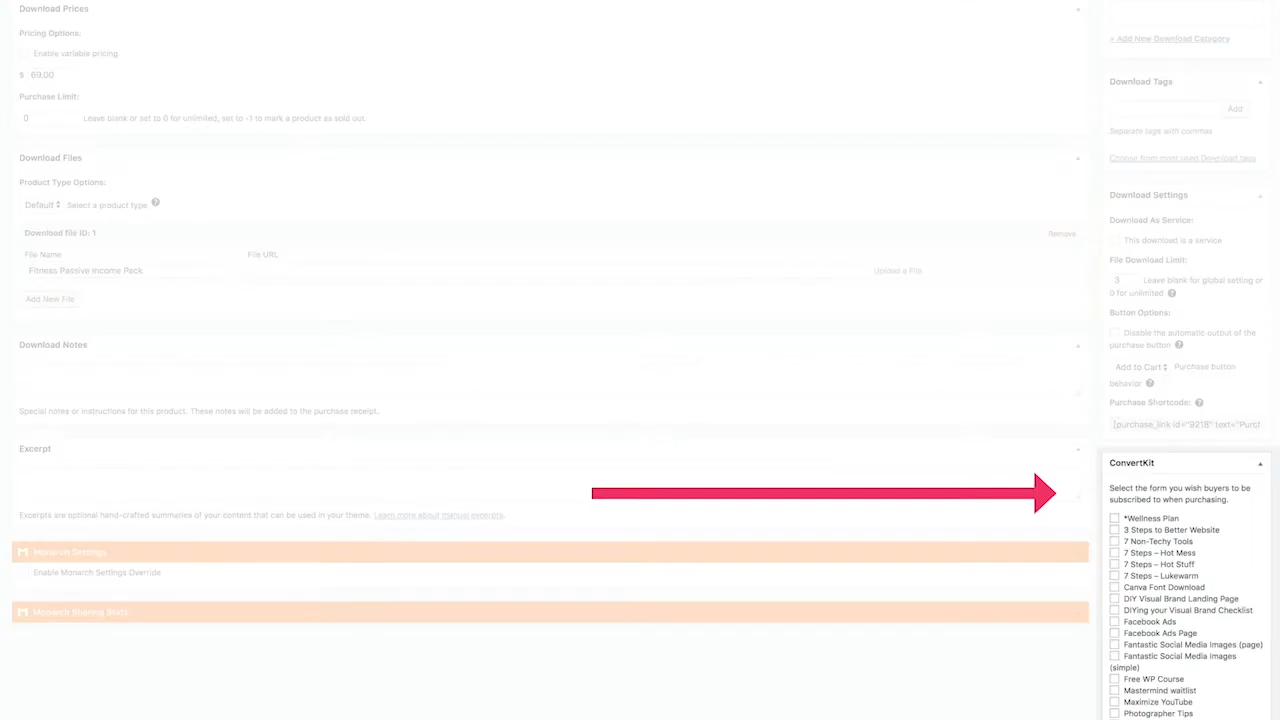 Download Prices
Pricing Options:
Enable variable pricing
$ 69.00
Purchase Limit:
0 Leave blank or set to 0 for unlimited, set to -1 to mark a product as sold out.
Download Files
Product Type Options:
Default Select a product type
Download file ID: 1
Remove
File Name File URL
Fitness Passive Income Pack Upload a File
Add New File
Download Notes
Special notes or instructions for this product. These notes will be added to the purchase receipt.
Excerpt
Excerpts are optional hand-crafted summaries of your content that can be used in your theme. Learn more about manual excerpts.
Monarch Settings
Enable Monarch Settings Override
Monarch Sharing Stats
+ Add New Download Category
Download Tags
Add
Separate tags with commas
Choose from most used Download tags
Download Settings
Download As Service:
This download is a service
File Download Limit:
3 Leave blank for global setting or
0 for unlimited
Button Options:
Disable the automatic output of the
purchase button
Add to Cart Purchase button
behavior
Purchase Shortcode:
[purchase_link id="9218" text="Purch
ConvertKit
Select the form you wish buyers to be
subscribed to when purchasing.
*Wellness Plan
3 Steps to Better Website
7 Non-Techy Tools
7 Steps – Hot Mess
7 Steps – Hot Stuff
7 Steps – Lukewarm
Canva Font Download
DIY Visual Brand Landing Page
DIYing your Visual Brand Checklist
Facebook Ads
Facebook Ads Page
Fantastic Social Media Images (page)
Fantastic Social Media images
(simple)
Free WP Course
Mastermind waitlist
Maximize YouTube
Photographer Tips